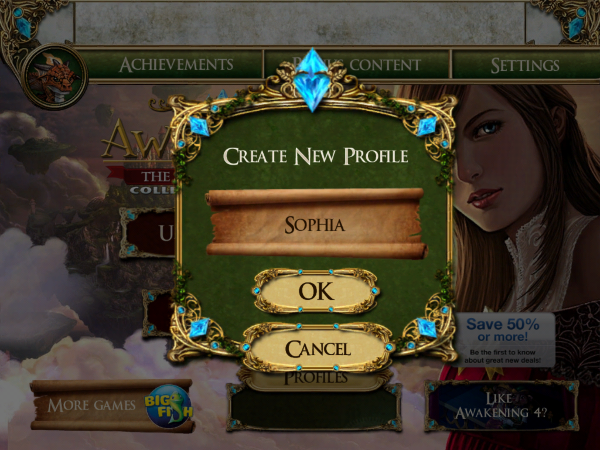 Achievements
Content
Settings
Create New Profile
Sophia
OK
Cancel
Profiles
More games
BIG FISH
Save 50%
or more!
Be the first to know
about great new deals!
Like
Awakening 4?